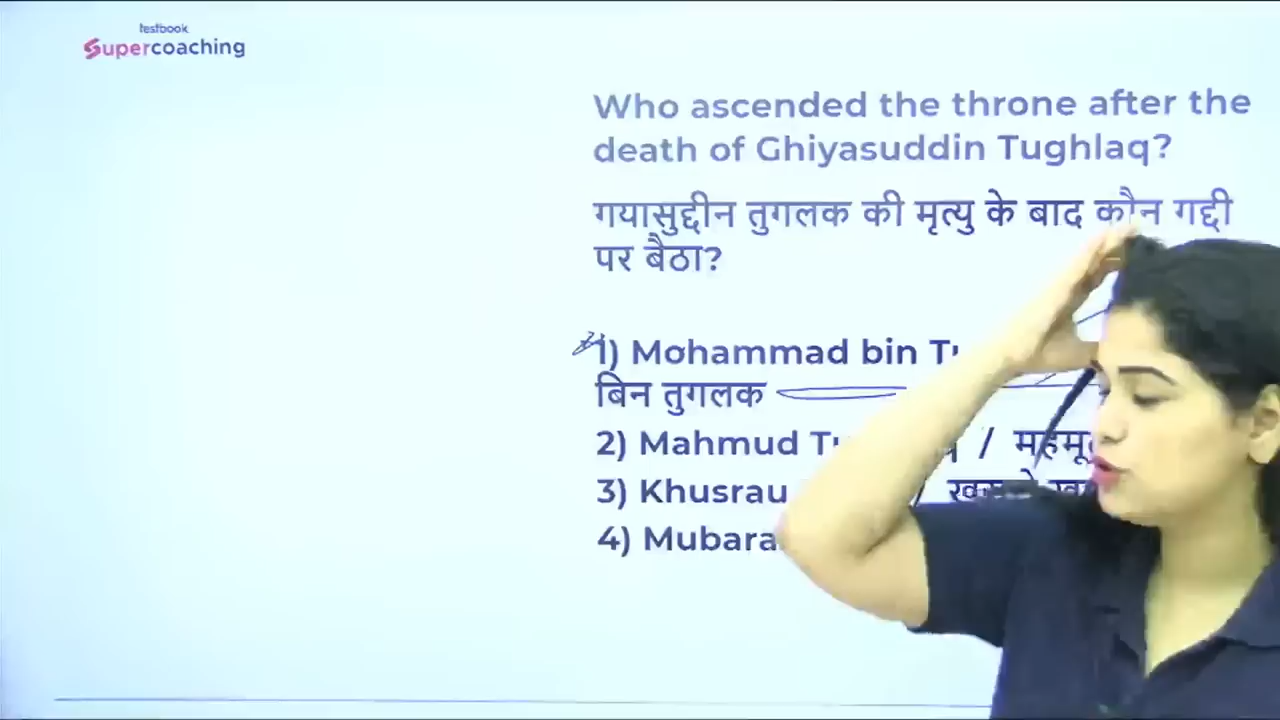 testbook
Supercoaching
Who ascended the throne after the
death of Ghiyasuddin Tughlaq?
गयासुद्दीन तुगलक की मृत्यु के बाद कौन गद्दी
पर बैठा?
1) Mohammad bin
बिन तुगलक
2) Mahmud /
3) Khusrau /
4)